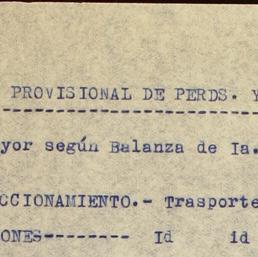 PROVISIONAL DE PERDS. Y
yor según Balanza de Ia.
CCIONAMIENTO.- Trasporte
ONES-------- Id id